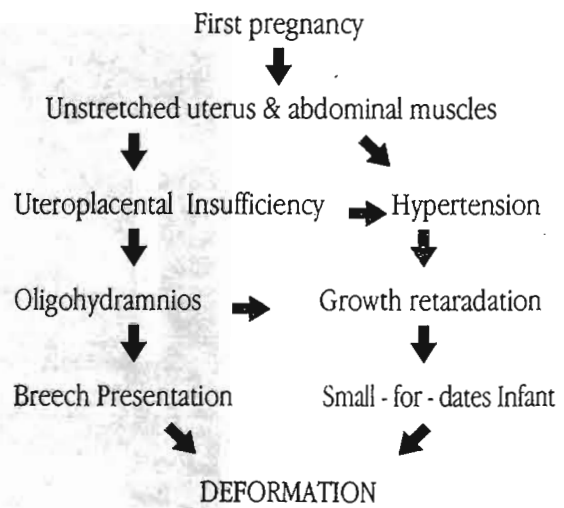 First pregnancy
Unstretched uterus & abdominal muscles
Uteroplacental Insufficiency Hypertension
Oligohydramnios Growth retaradation
Breech Presentation Small - for - dates Infant
DEFORMATION